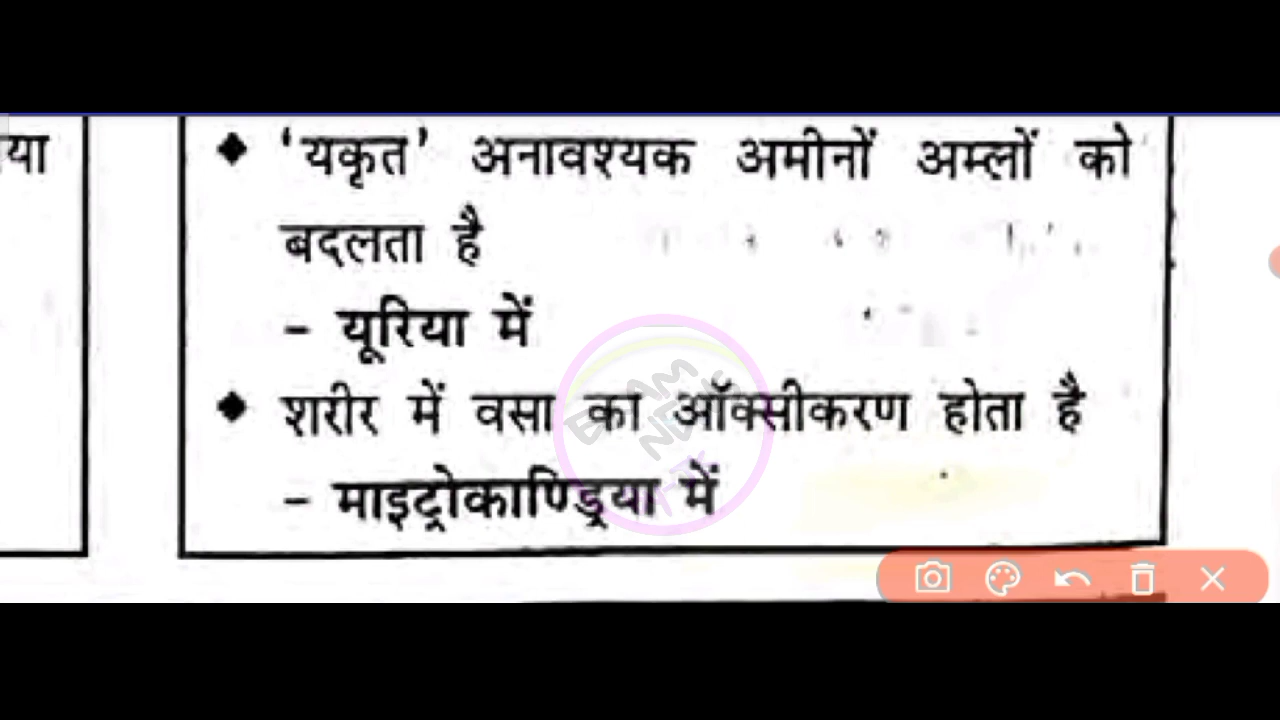 या
◆ ‘यकृत’ अनावश्यक अमीनों अम्लों को
बदलता है
– यूरिया में
◆ शरीर में वसा का ऑक्सीकरण होता है
– माइट्रोकाण्ड्रिया में